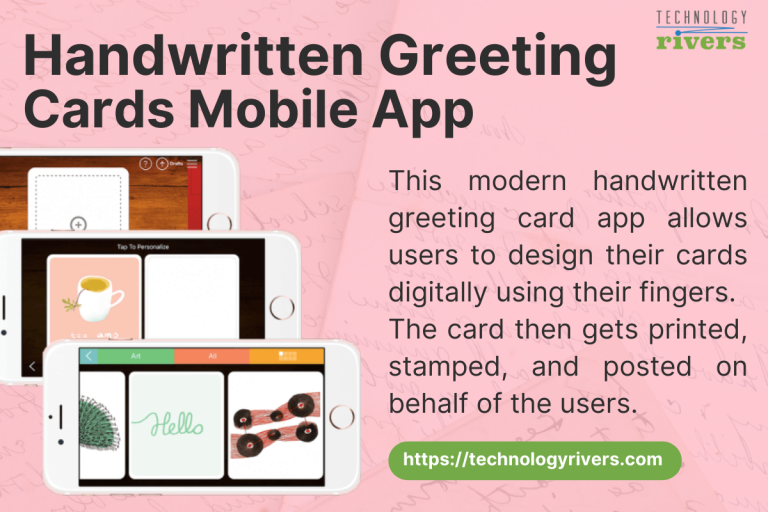 TECHNOLOGY
rivers
Handwritten Greeting
Cards Mobile App
This modern handwritten
greeting card app allows
users to design their cards
digitally using their fingers.
The card then gets printed,
stamped, and posted on
behalf of the users.
https://technologyrivers.com
Drafts
Tap To Personalize
Art
All
Hello